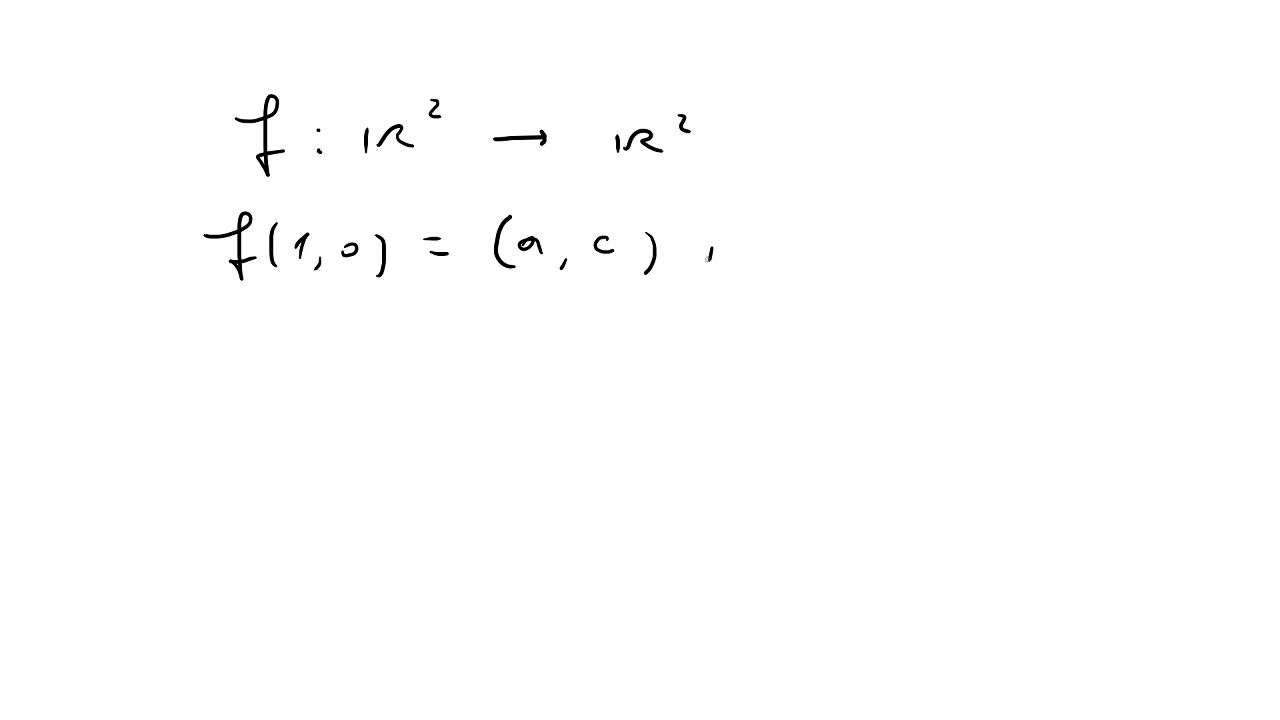 f : ℝ² → ℝ²
f(1,0) = (a, c) ,